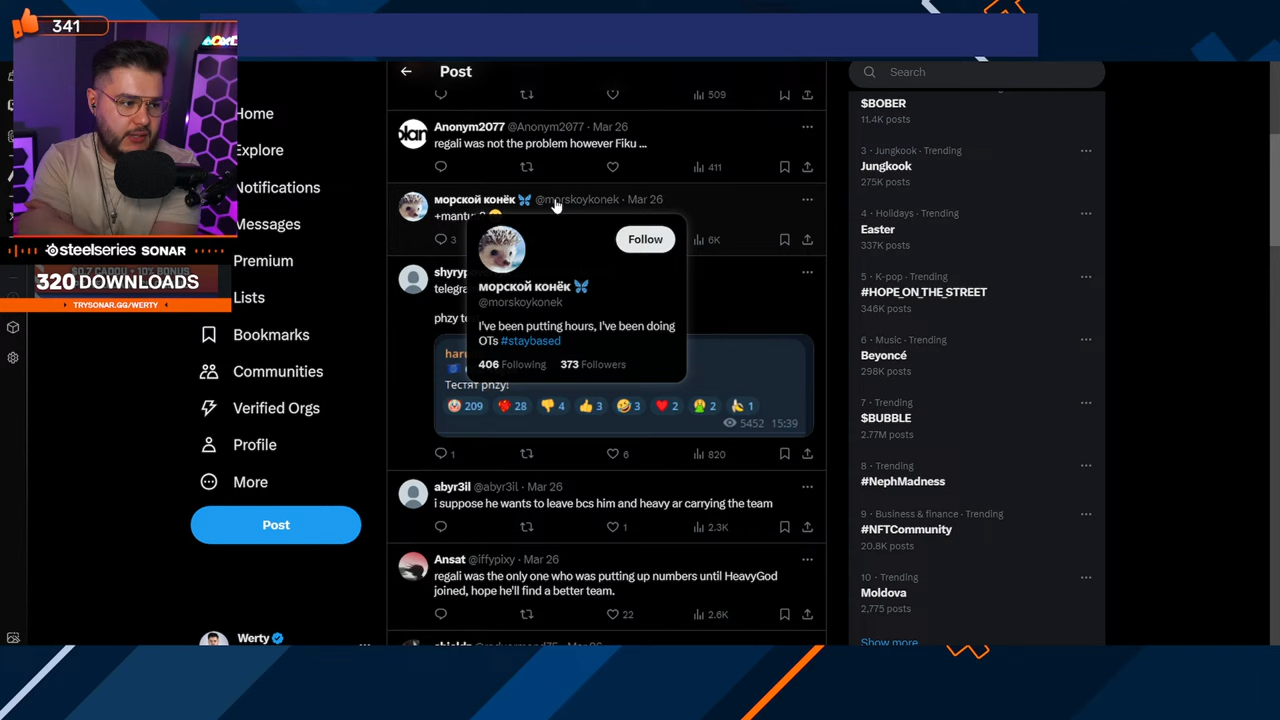 341
steelseries SONAR
$0.7 CADOU + 10% BONUS
320 DOWNLOADS
TRYSONAR.GG/WERTY
Home
Explore
Notifications
Messages
Premium
Lists
Bookmarks
Communities
Verified Orgs
Profile
More
Post
Werty
Post
509
Anonym2077 @Anonym2077 · Mar 26
regali was not the problem however Fiku ...
411
морской конёк @morskoykonek · Mar 26
3
6K
Follow
морской конёк
@morskoykonek
I've been putting hours, I've been doing
OTs #staybased
406 Following 373 Followers
Тестят phzy!
209 28 4 3 3 2 2 1
5452 15:39
1 6 820
abyr3il @abyr3il · Mar 26
i suppose he wants to leave bcs him and heavy ar carrying the team
1 2.3K
Ansat @iffypixy · Mar 26
regali was the only one who was putting up numbers until HeavyGod
joined, hope he'll find a better team.
22 2.6K
Search
$BOBER
11.4K posts
3 · Jungkook · Trending
Jungkook
275K posts
4 · Holidays · Trending
Easter
337K posts
5 · K-pop · Trending
#HOPE_ON_THE_STREET
346K posts
6 · Music · Trending
Beyoncé
298K posts
7 · Trending
$BUBBLE
2.77M posts
8 · Trending
#NephMadness
9 · Business & finance · Trending
#NFTCommunity
20.8K posts
10 · Trending
Moldova
2,775 posts
Show more